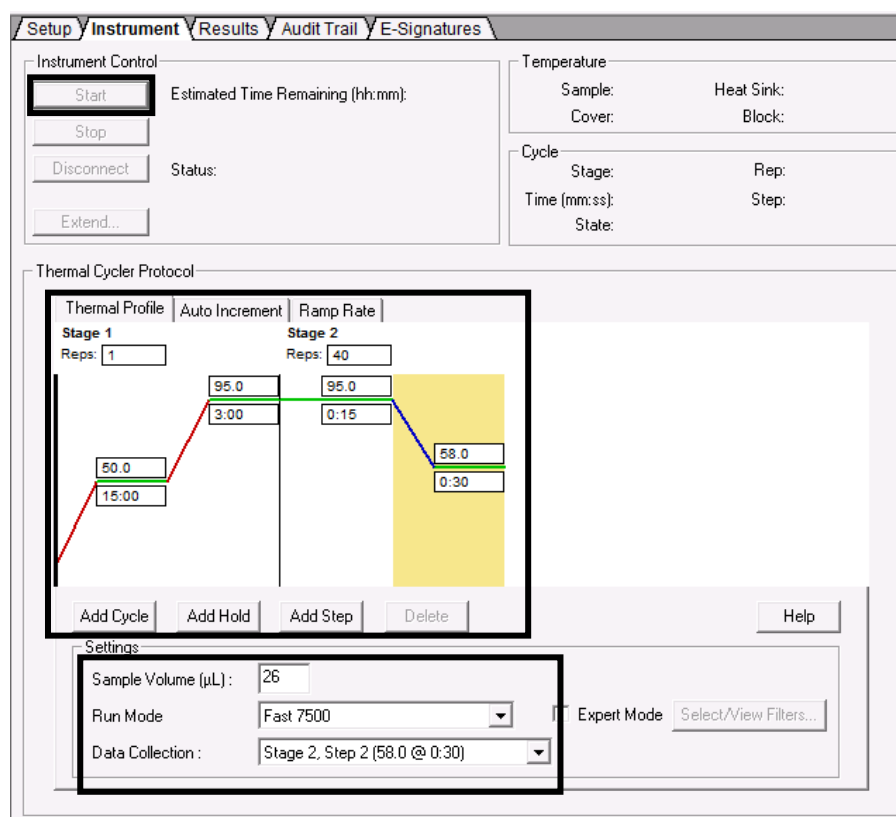 Setup Instrument Results Audit Trail E-Signatures
Instrument Control
Start
Estimated Time Remaining (hh:mm):
Stop
Disconnect
Status:
Extend...
Temperature
Sample: Heat Sink:
Cover: Block:
Cycle
Stage: Rep:
Time (mm:ss): Step:
State:
Thermal Cycler Protocol
Thermal Profile Auto Increment Ramp Rate
Stage 1 Stage 2
Reps: 1 Reps: 40
95.0 95.0
3:00 0:15
58.0
50.0
0:30
15:00
Add Cycle Add Hold Add Step Delete Help
Settings
Sample Volume (µL) : 26
Run Mode Fast 7500 Expert Mode Select/View Filters...
Data Collection : Stage 2, Step 2 (58.0 @ 0:30)